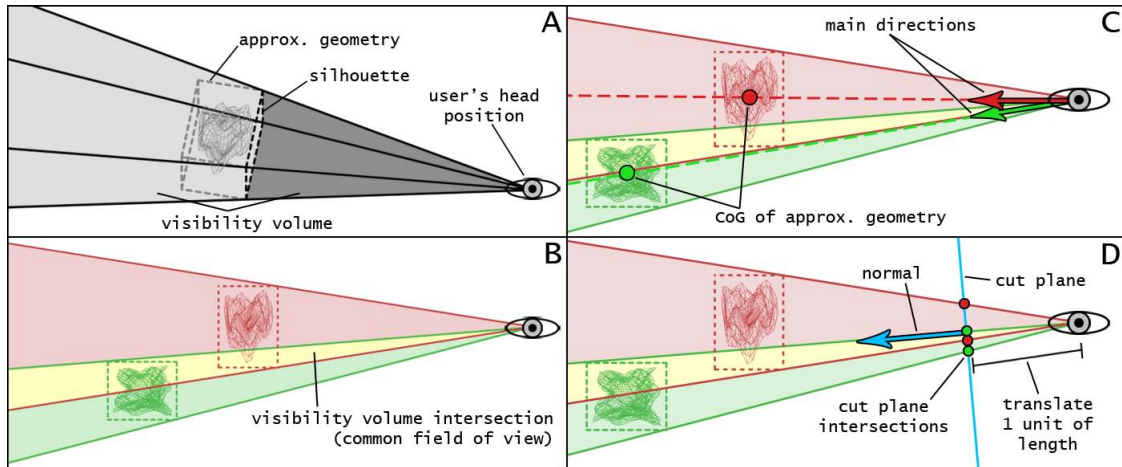 A
approx. geometry
silhouette
user's head
position
visibility volume
B
visibility volume intersection
(common field of view)
C
main directions
CoG of approx. geometry
D
normal
cut plane
cut plane
intersections
translate
1 unit of
length